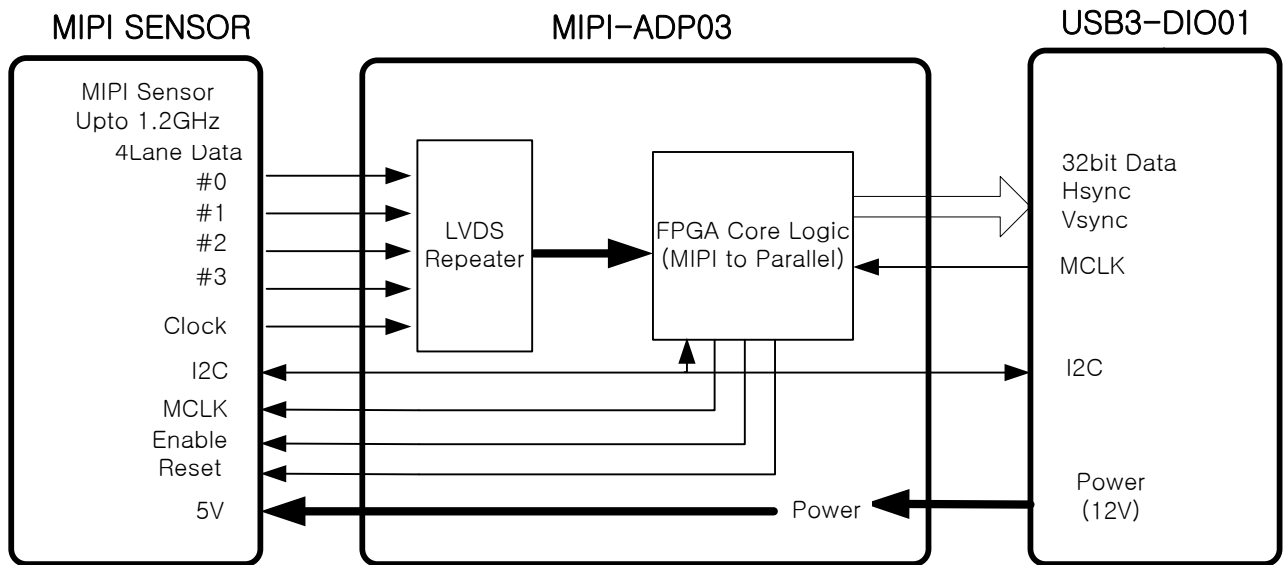 MIPI SENSOR
MIPI-ADP03
USB3-DIO01
MIPI Sensor
Upto 1.2GHz
4Lane Data
#0
#1
#2
#3
Clock
I2C
MCLK
Enable
Reset
5V
LVDS
Repeater
FPGA Core Logic
(MIPI to Parallel)
Power
32bit Data
Hsync
Vsync
MCLK
I2C
Power
(12V)